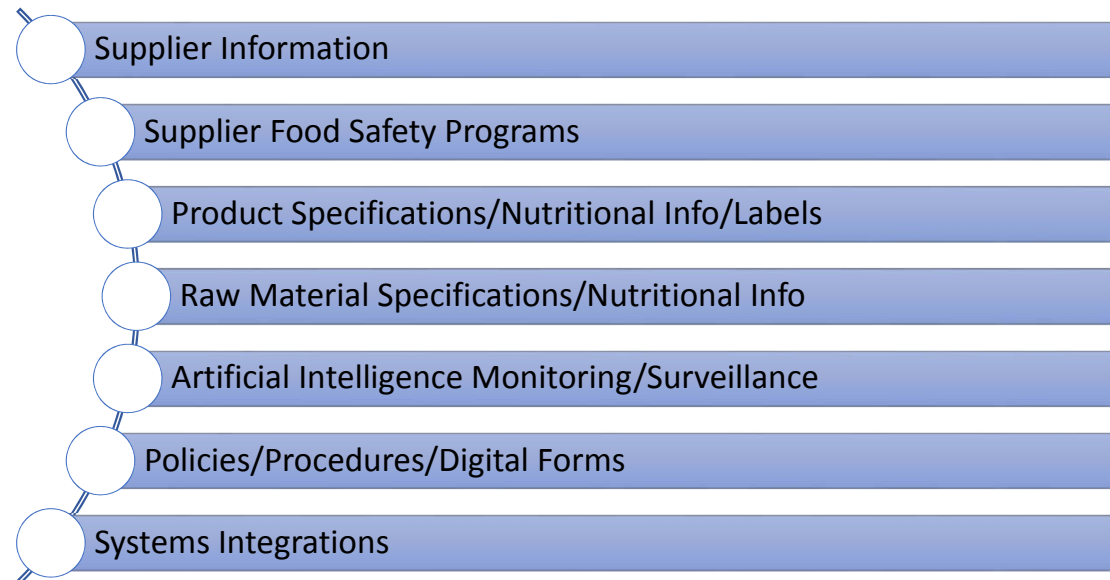 Supplier Information
Supplier Food Safety Programs
Product Specifications/Nutritional Info/Labels
Raw Material Specifications/Nutritional Info
Artificial Intelligence Monitoring/Surveillance
Policies/Procedures/Digital Forms
Systems Integrations